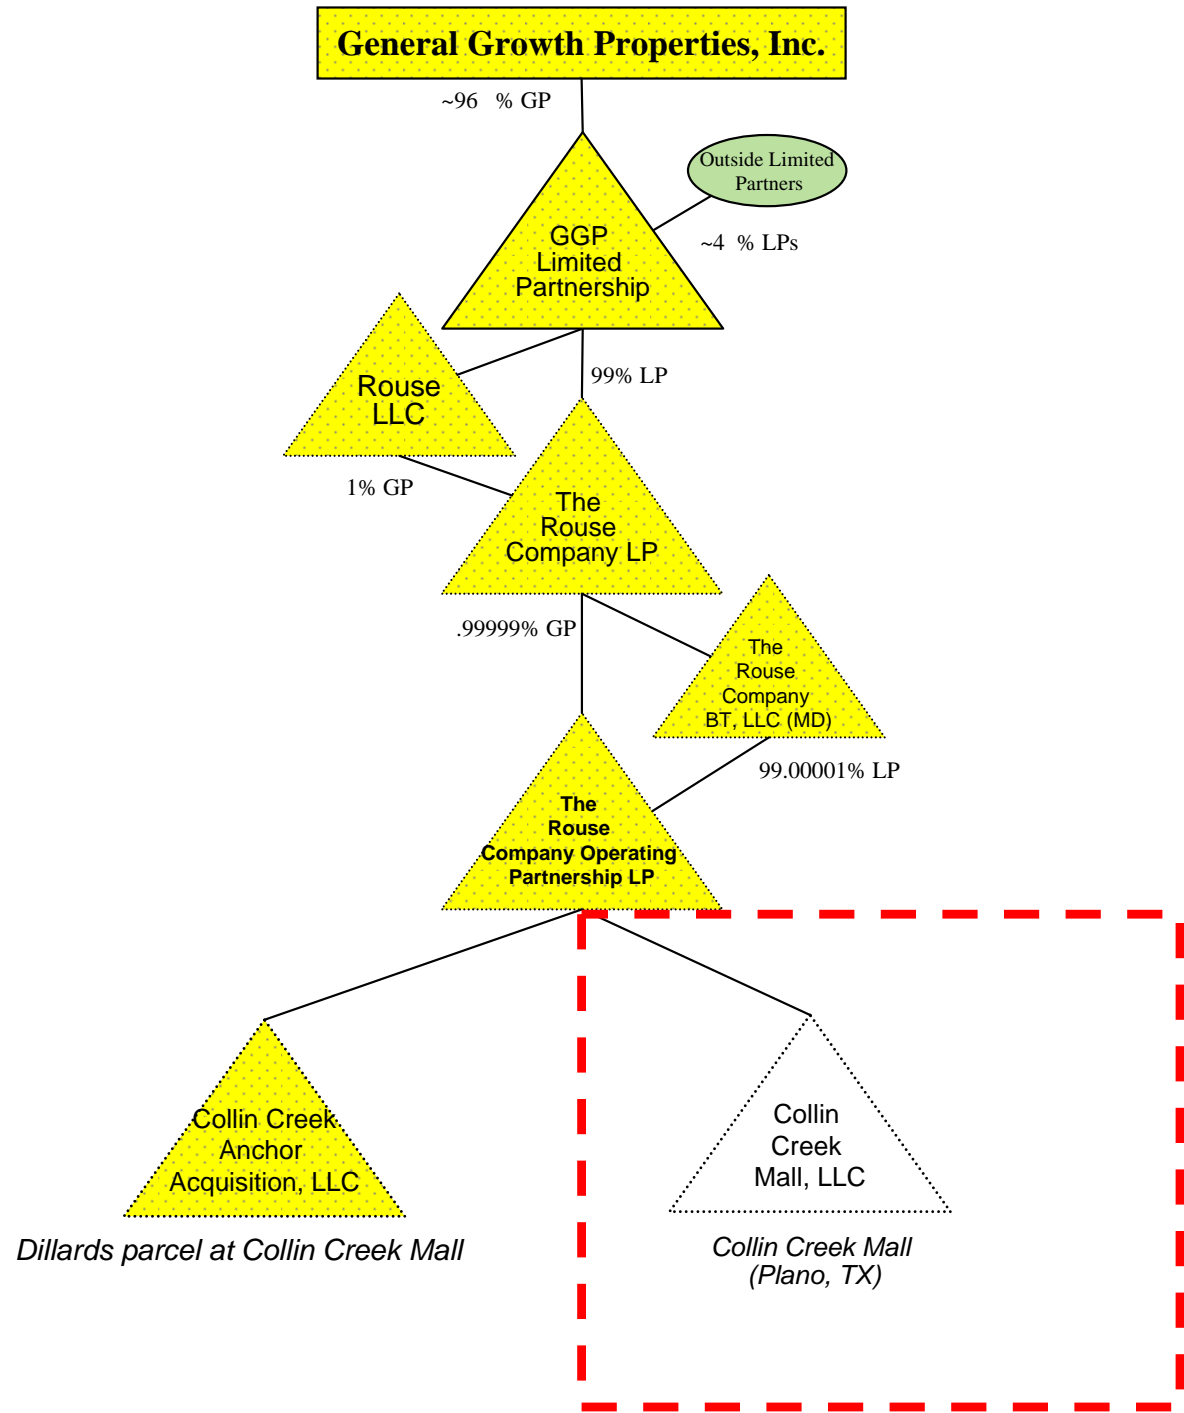 General Growth Properties, Inc.
~96 % GP
Outside Limited
Partners
~4 % LPs
GGP
Limited
Partnership
99% LP
Rouse
LLC
1% GP
The
Rouse
Company LP
.99999% GP
The
Rouse
Company
BT, LLC (MD)
99.00001% LP
The
Rouse
Company Operating
Partnership LP
Collin Creek
Anchor
Acquisition, LLC
Dillards parcel at Collin Creek Mall
Collin
Creek
Mall, LLC
Collin Creek Mall
(Plano, TX)